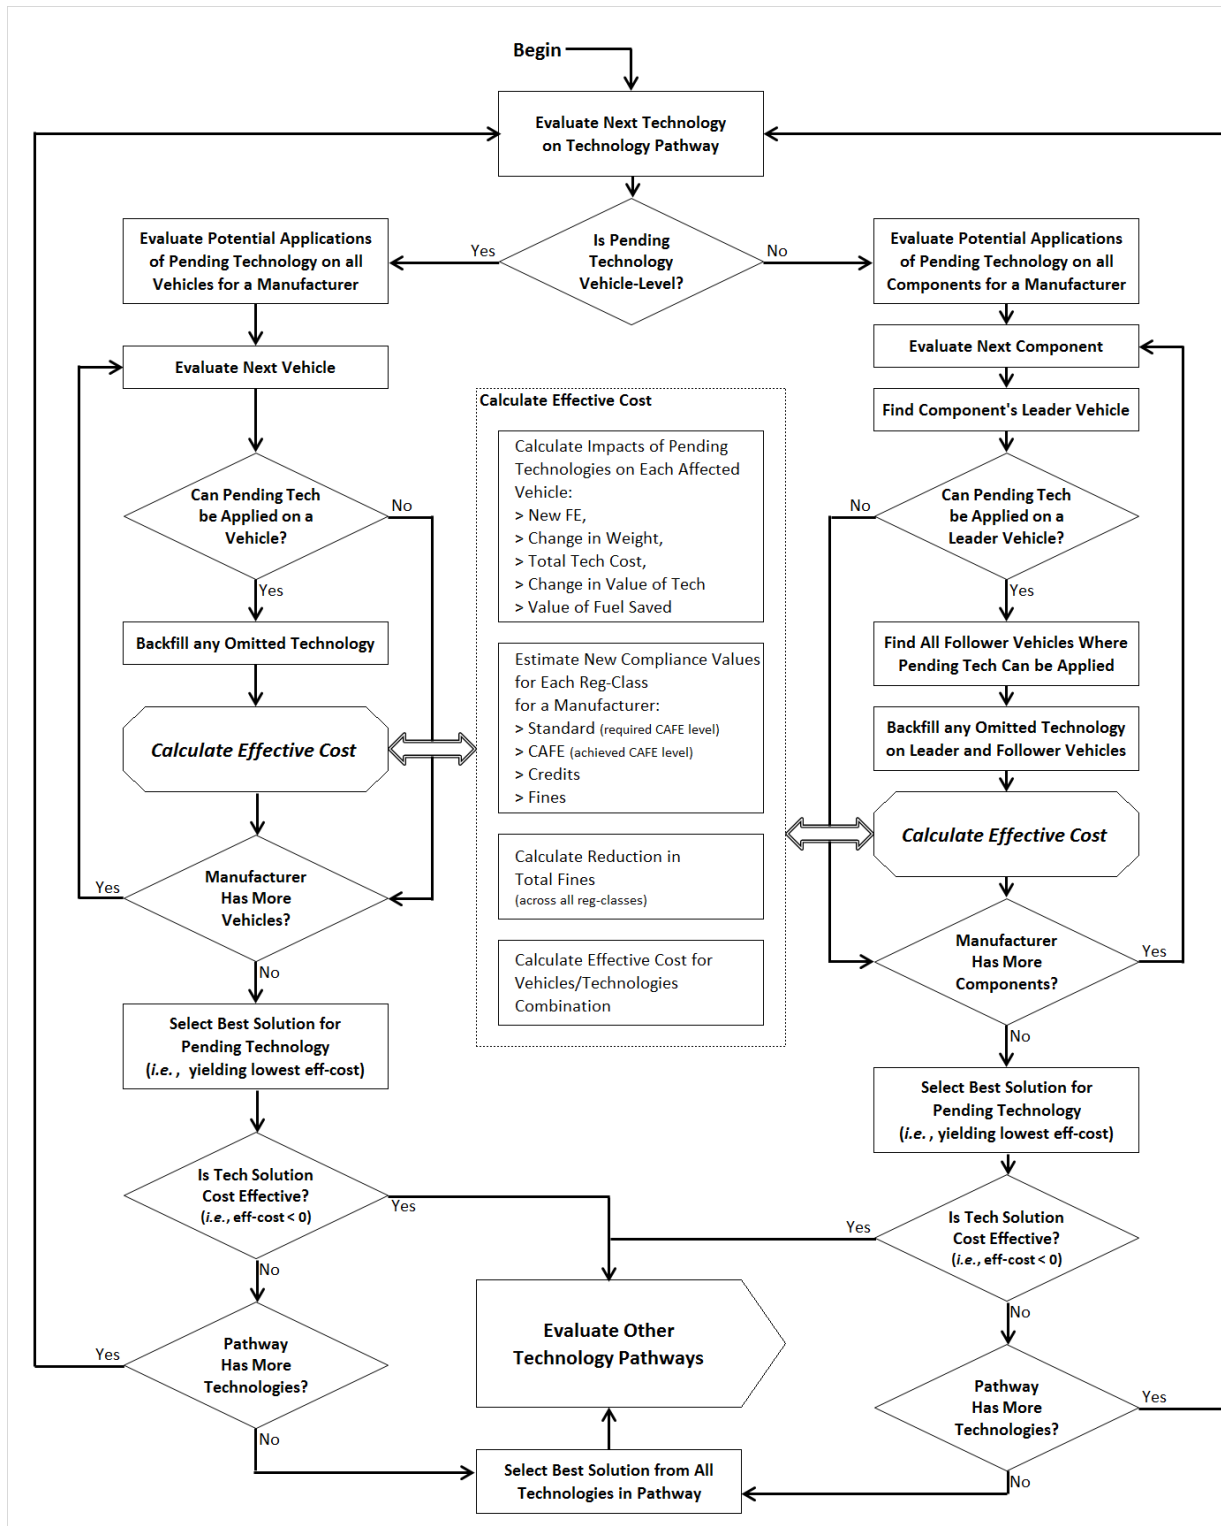 Begin
Evaluate Next Technology
on Technology Pathway
Is Pending
Technology
Vehicle-Level?
Yes
No
Evaluate Potential Applications
of Pending Technology on all
Vehicles for a Manufacturer
Evaluate Next Vehicle
Can Pending Tech
be Applied on a
Vehicle?
No
Yes
Backfill any Omitted Technology
Calculate Effective Cost
Manufacturer
Has More
Vehicles?
Yes
No
Select Best Solution for
Pending Technology
(i.e., yielding lowest eff-cost)
Is Tech Solution
Cost Effective?
(i.e., eff-cost < 0)
Yes
No
Pathway
Has More
Technologies?
Yes
No
Calculate Effective Cost
Calculate Impacts of Pending
Technologies on Each Affected
Vehicle:
> New FE,
> Change in Weight,
> Total Tech Cost,
> Change in Value of Tech
> Value of Fuel Saved
Estimate New Compliance Values
for Each Reg-Class
for a Manufacturer:
> Standard (required CAFE level)
> CAFE (achieved CAFE level)
> Credits
> Fines
Calculate Reduction in
Total Fines
(across all reg-classes)
Calculate Effective Cost for
Vehicles/Technologies
Combination
Evaluate Other
Technology Pathways
Select Best Solution from All
Technologies in Pathway
Evaluate Potential Applications
of Pending Technology on all
Components for a Manufacturer
Evaluate Next Component
Find Component's Leader Vehicle
Can Pending Tech
be Applied on a
Leader Vehicle?
No
Yes
Find All Follower Vehicles Where
Pending Tech Can be Applied
Backfill any Omitted Technology
on Leader and Follower Vehicles
Calculate Effective Cost
Manufacturer
Has More
Components?
Yes
No
Select Best Solution for
Pending Technology
(i.e., yielding lowest eff-cost)
Is Tech Solution
Cost Effective?
(i.e., eff-cost < 0)
Yes
No
Pathway
Has More
Technologies?
Yes
No